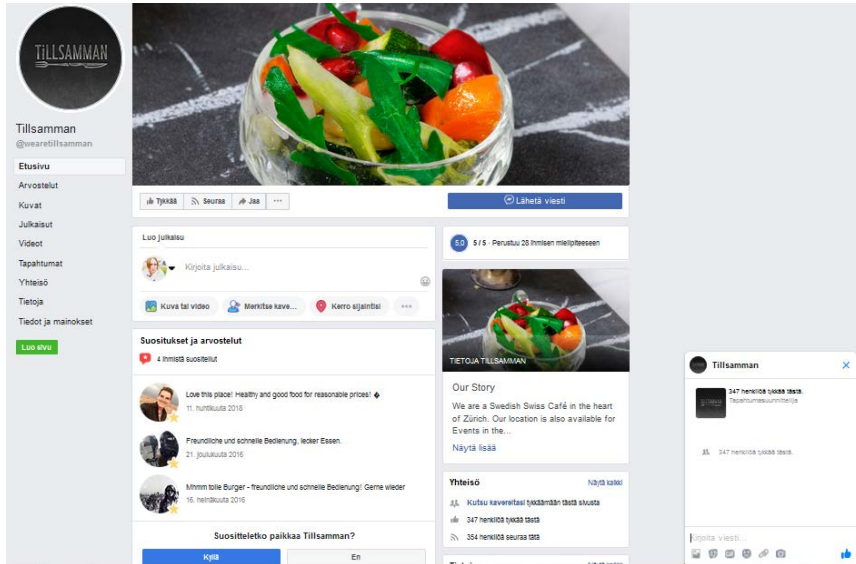 TiLLSAMMAN
Tillsamman
@wearetillsamman
Etusivu
Arvostelut
Kuvat
Julkaisut
Videot
Tapahtumat
Yhteisö
Tietoja
Tiedot ja mainokset
Luo sivu
Tykkää
Seuraa
Jaa
Lähetä viesti
Luo julkaisu
Kirjoita julkaisu...
Kuva tai video
Merkitse kave...
Kerro sijaintisi
Suositukset ja arvostelut
4 ihmistä suositellut
Love this place! Healthy and good food for reasonable prices! �
11. huhtikuuta 2018
Freundliche und schnelle Bedienung, lecker Essen.
21. joulukuuta 2016
Mhmm tolle Burger - freundliche und schnelle Bedienung! Gerne wieder
16. heinäkuuta 2016
Suositteletko paikkaa Tillsamman?
Kyllä
En
5,0
5 / 5 · Perustuu 28 ihmisen mielipiteeseen
TIETOJA TILLSAMMAN
Our Story
We are a Swedish Swiss Café in the heart
of Zürich. Our location is also available for
Events in the...
Näytä lisää
Yhteisö
Näytä kaikki
Kutsu kavereitasi tykkäämään tästä sivusta
347 henkilöä tykkää tästä
354 henkilöä seuraa tätä
Tillsamman
347 henkilöä tykkää tästä.
Tapahtumasuunnittelija
347 henkilöä tykkää tästä.
Kirjoita viesti...